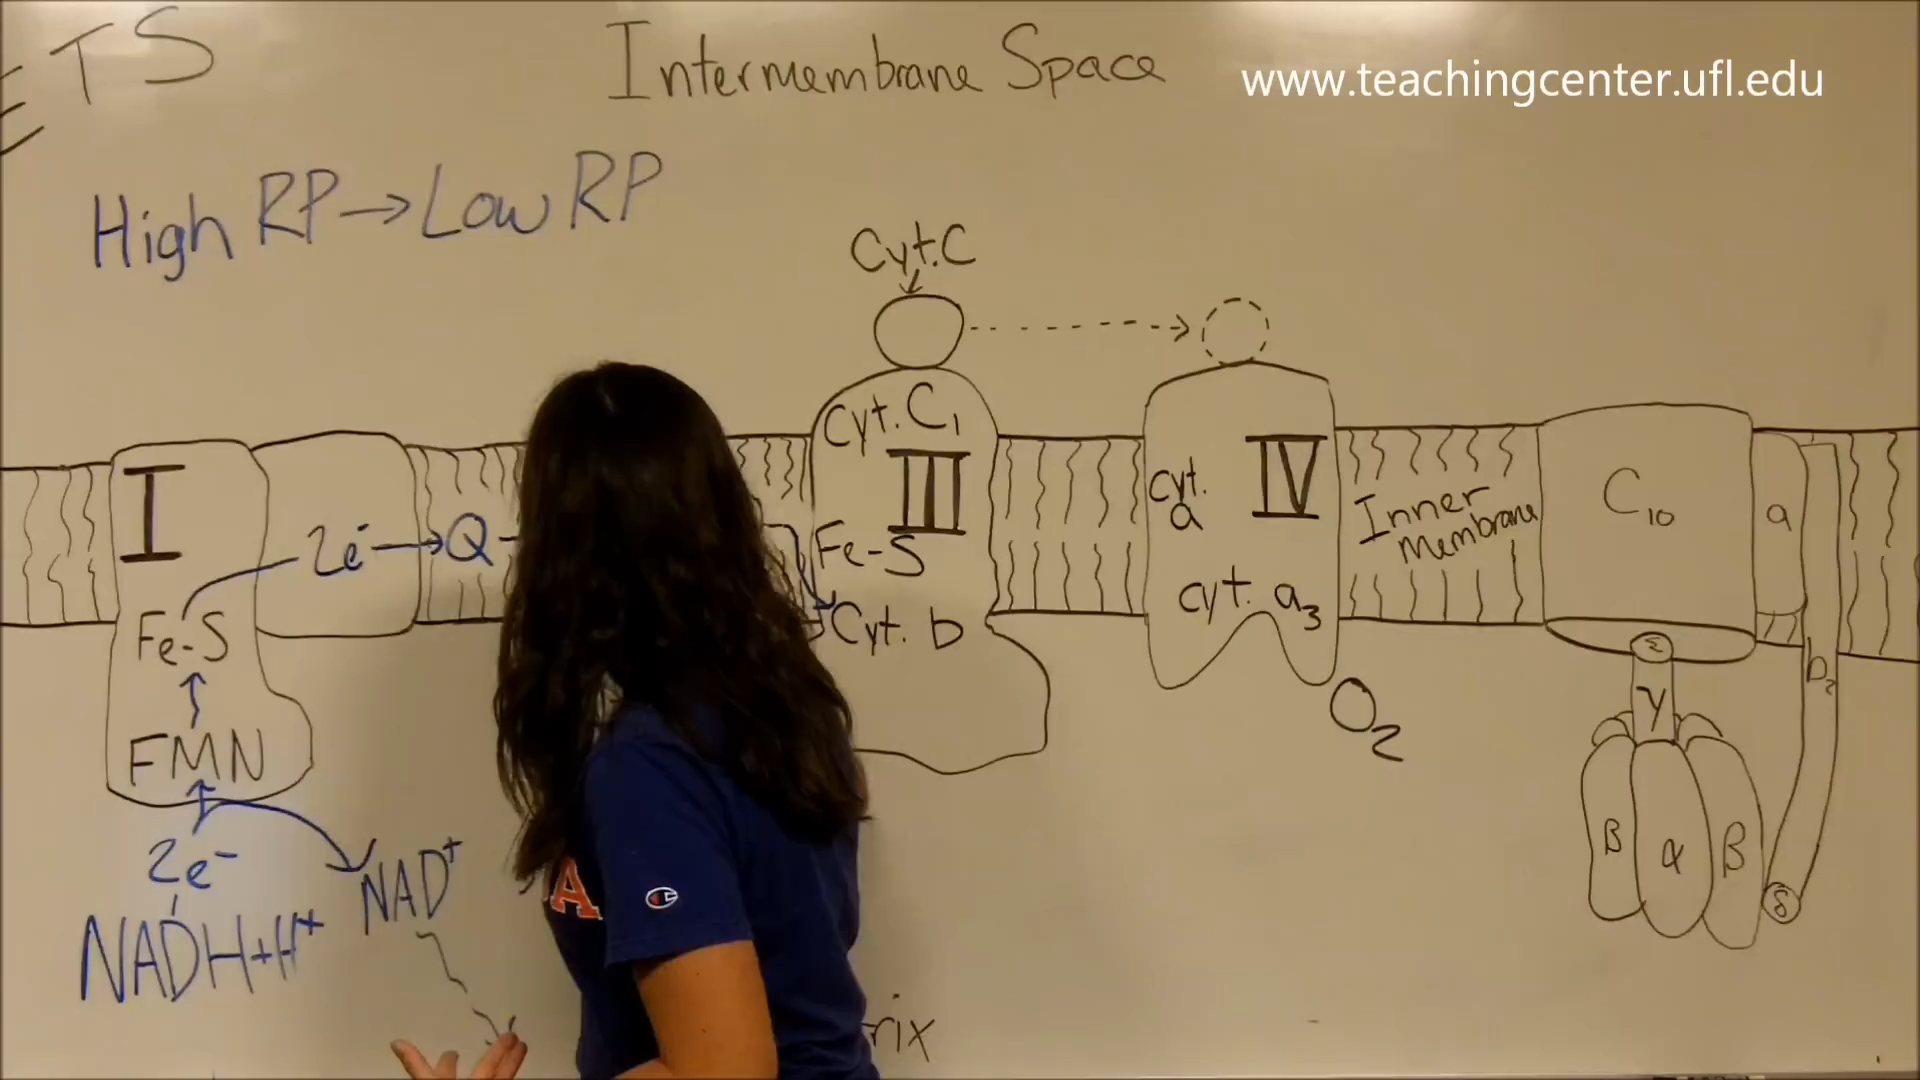 ETS
Intermembrane Space
www.teachingcenter.ufl.edu
High RP → Low RP
Cyt. C
Cyt. C₁
III
Fe-S
Cyt. b
IV
cyt. a
cyt. a₃
O₂
Inner membrane
C₁₀
a
b₂
ε
γ
β
α
β
δ
I
2e⁻ → Q
Fe-S
FMN
2e⁻
NAD⁺
NADH+H⁺
rix